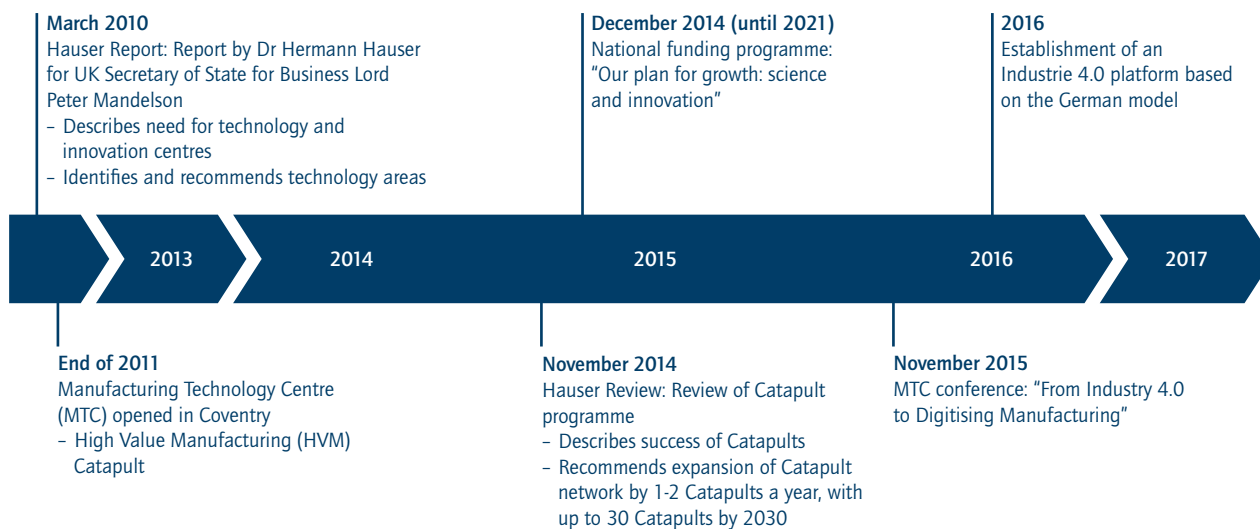 March 2010
Hauser Report: Report by Dr Hermann Hauser
for UK Secretary of State for Business Lord
Peter Mandelson
– Describes need for technology and
innovation centres
– Identifies and recommends technology areas
December 2014 (until 2021)
National funding programme:
“Our plan for growth: science
and innovation”
2016
Establishment of an
Industrie 4.0 platform based
on the German model
2013
2014
2015
2016
2017
End of 2011
Manufacturing Technology Centre
(MTC) opened in Coventry
– High Value Manufacturing (HVM)
Catapult
November 2014
Hauser Review: Review of Catapult
programme
– Describes success of Catapults
– Recommends expansion of Catapult
network by 1-2 Catapults a year, with
up to 30 Catapults by 2030
November 2015
MTC conference: “From Industry 4.0
to Digitising Manufacturing”